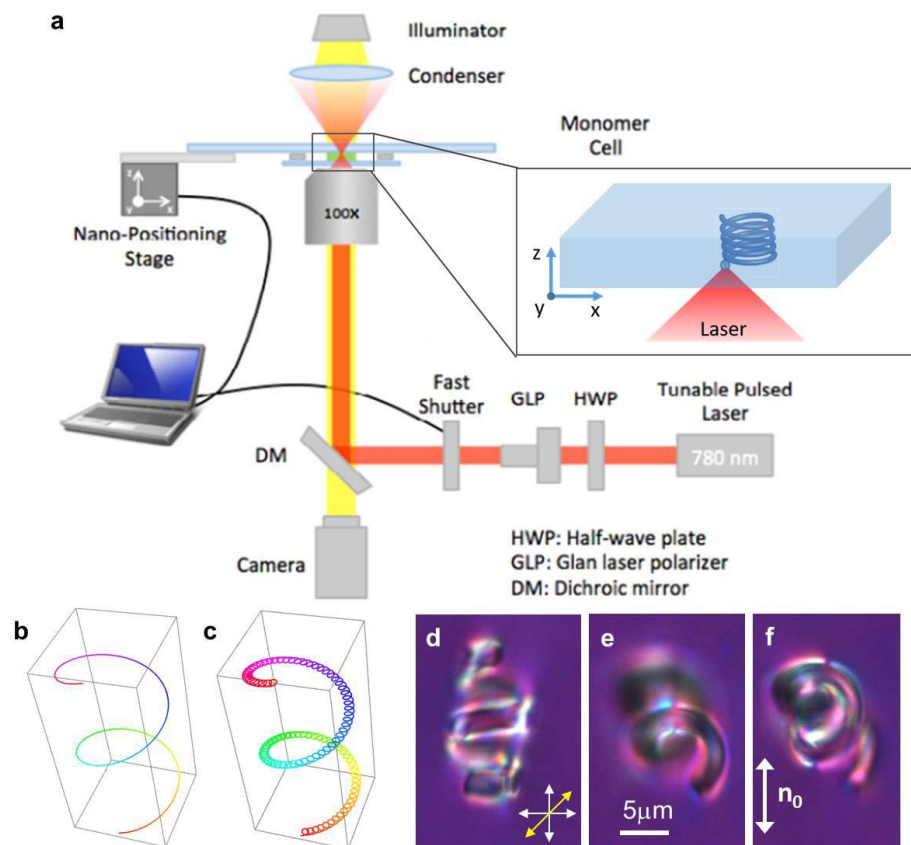 a
Illuminator
Condenser
Monomer
Cell
z
y
x
Nano-Positioning
Stage
100X
z
y
x
Laser
Fast
Shutter
GLP
HWP
Tunable Pulsed
Laser
780 nm
DM
Camera
HWP: Half-wave plate
GLP: Glan laser polarizer
DM: Dichroic mirror
b
c
d
e
f
5μm
n0